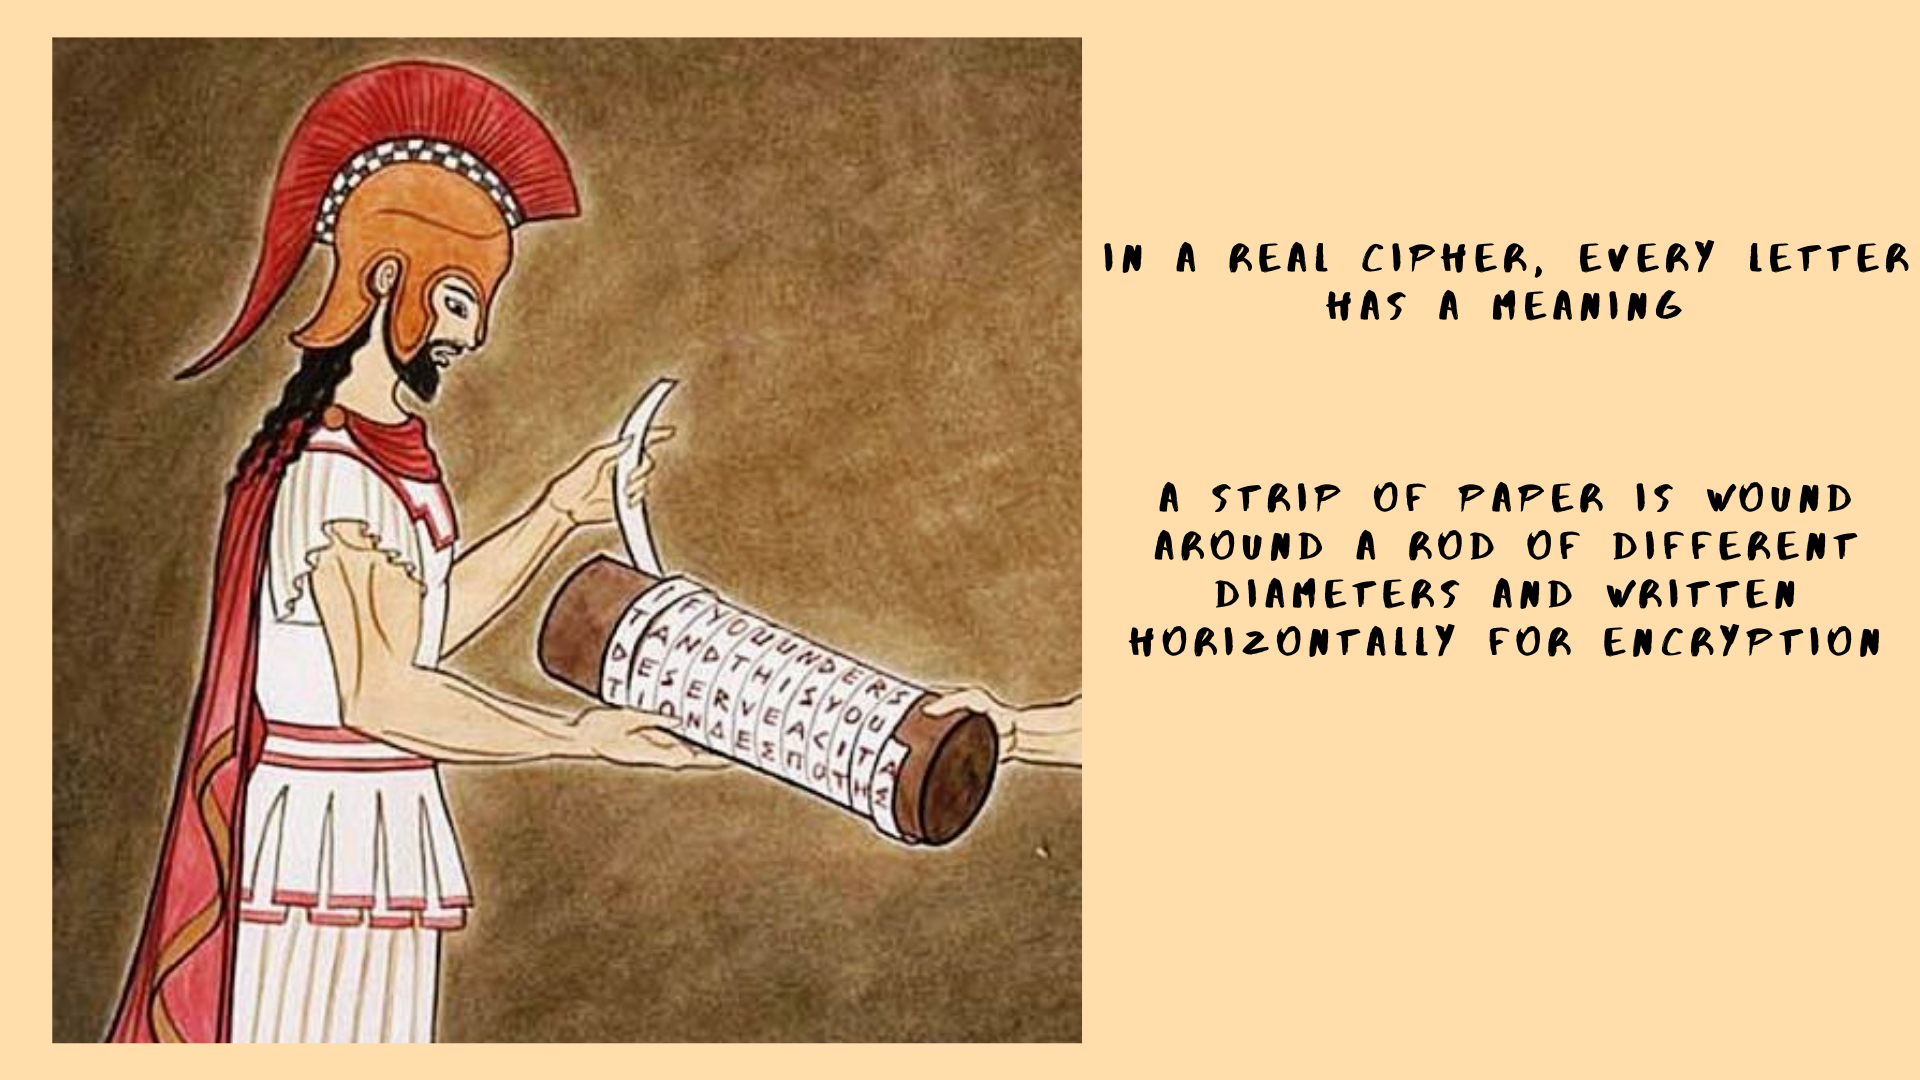 IFYOUUNDERS
TANDTHISYOU
DESERVEACITA
TIONΔΕΣΠΟΤΗΣ
IN A REAL CIPHER, EVERY LETTER
HAS A MEANING
A STRIP OF PAPER IS WOUND
AROUND A ROD OF DIFFERENT
DIAMETERS AND WRITTEN
HORIZONTALLY FOR ENCRYPTION